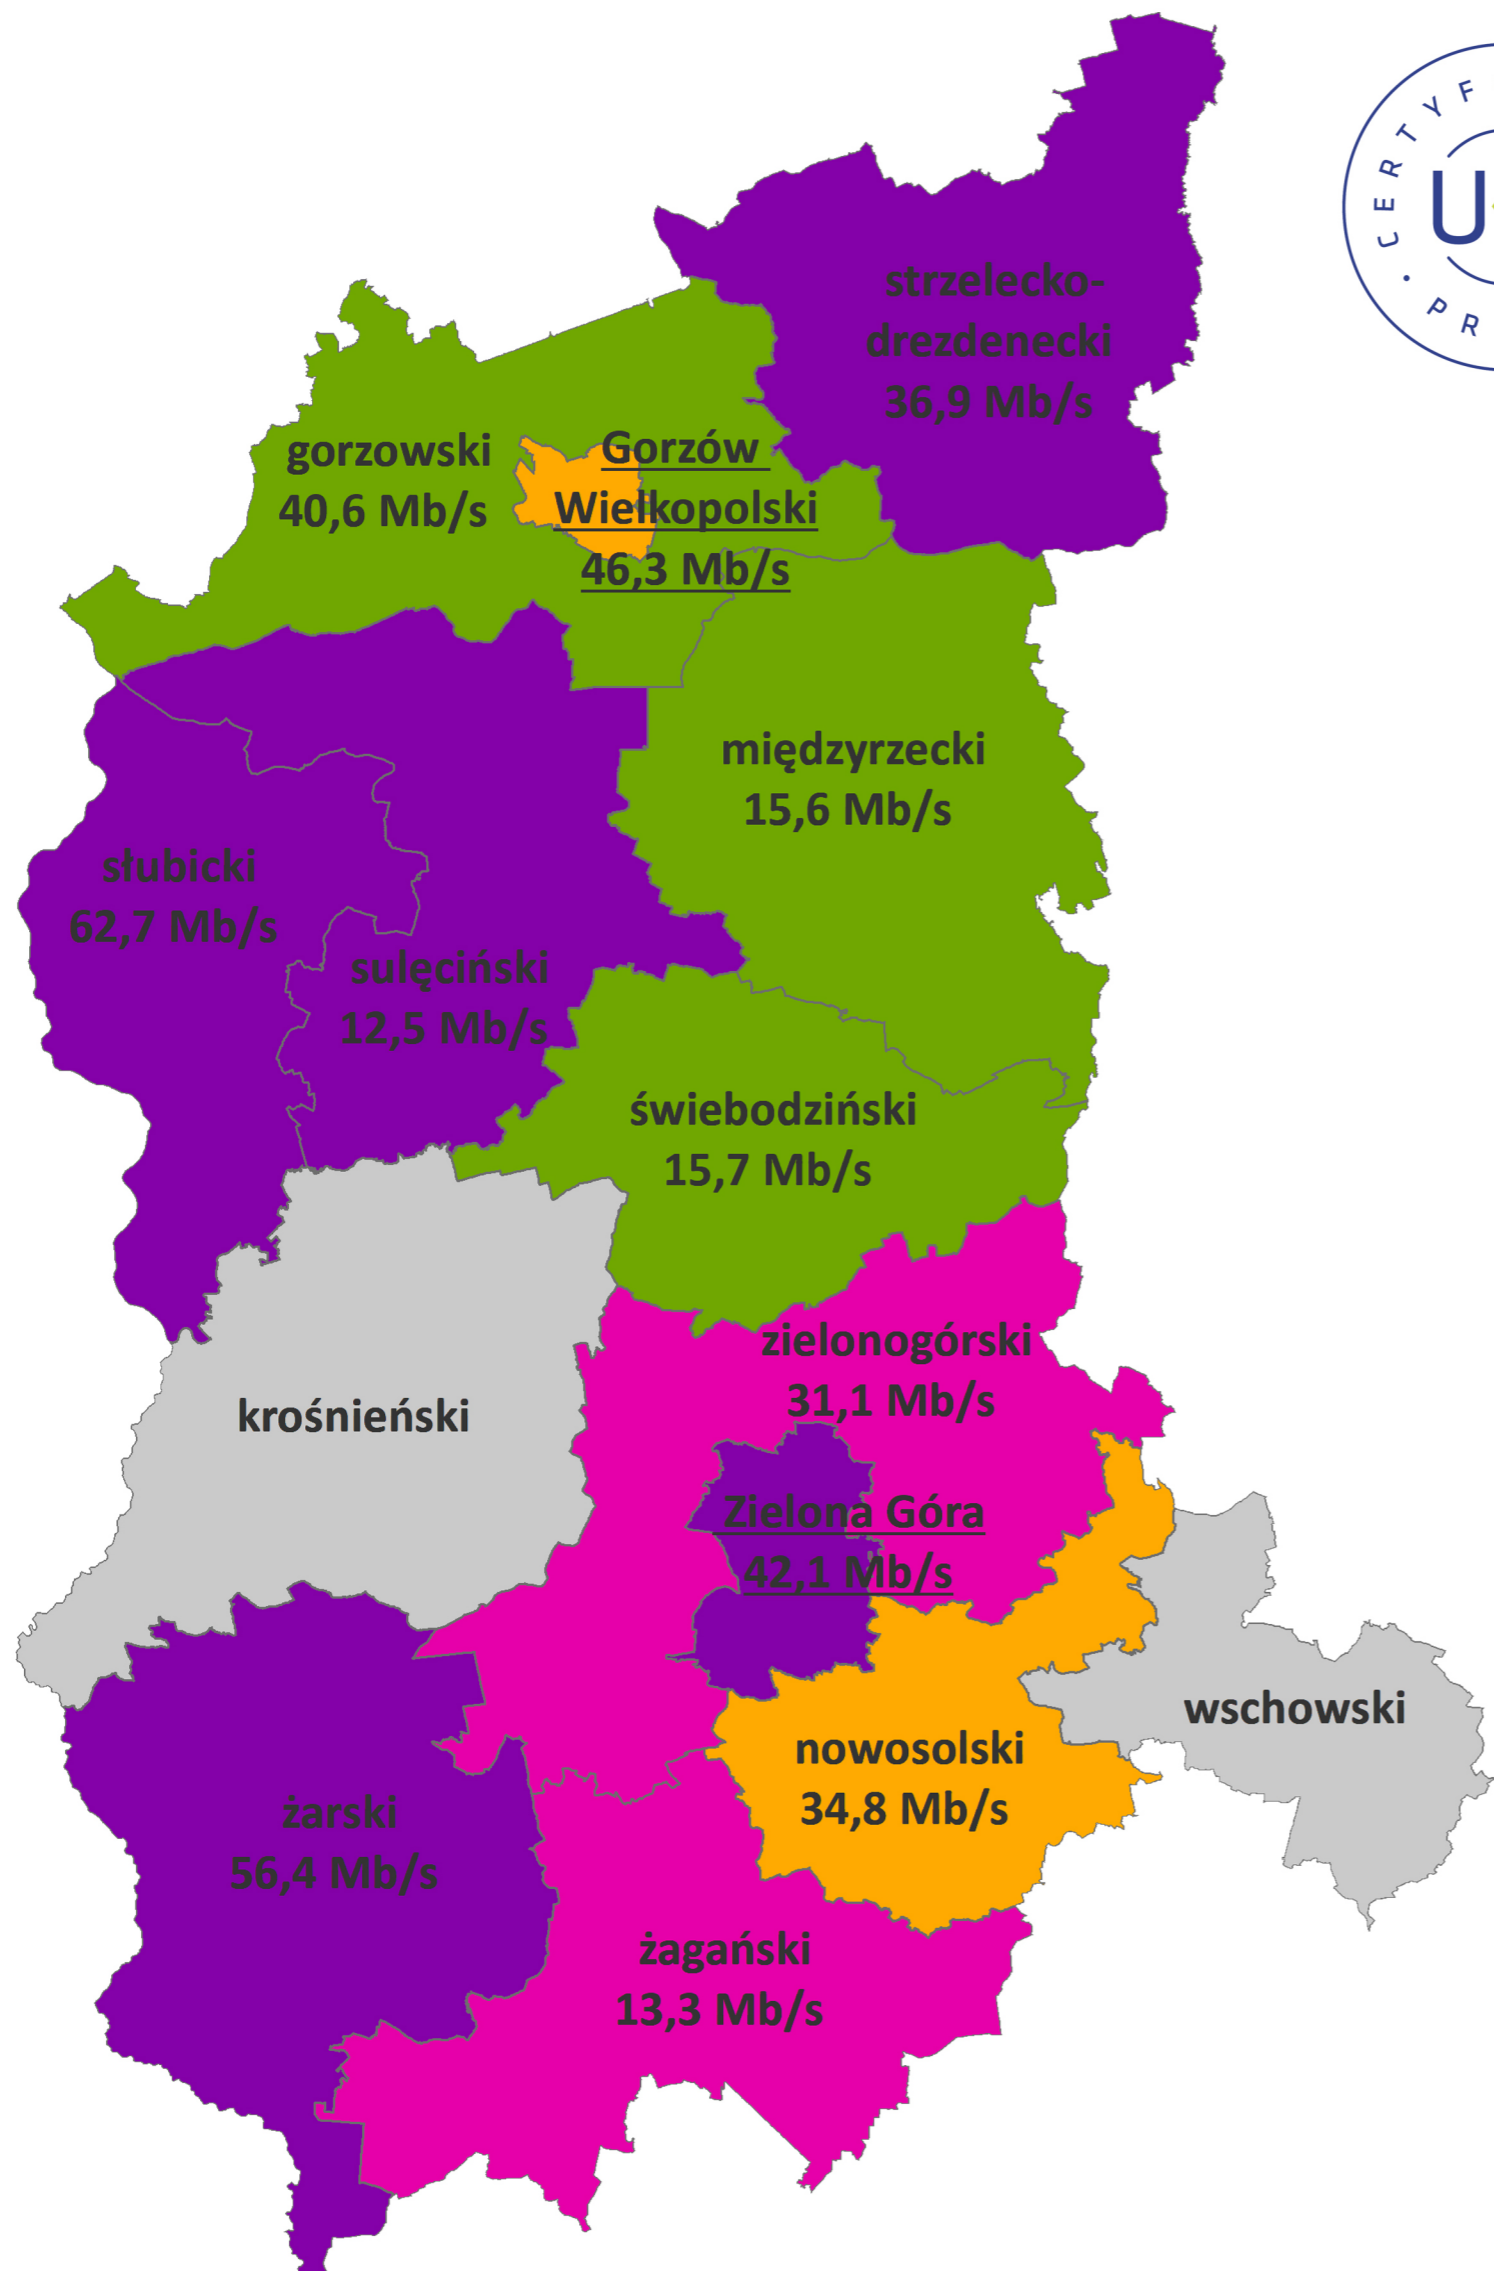 CERTYF
U
PR
strzelecko-
drezdenecki
36,9 Mb/s
gorzowski
40,6 Mb/s
Gorzów
Wielkopolski
46,3 Mb/s
międzyrzecki
15,6 Mb/s
słubicki
62,7 Mb/s
sulęciński
12,5 Mb/s
świebodziński
15,7 Mb/s
zielonogórski
31,1 Mb/s
krośnieński
Zielona Góra
42,1 Mb/s
wschowski
nowosolski
34,8 Mb/s
żarski
56,4 Mb/s
żagański
13,3 Mb/s